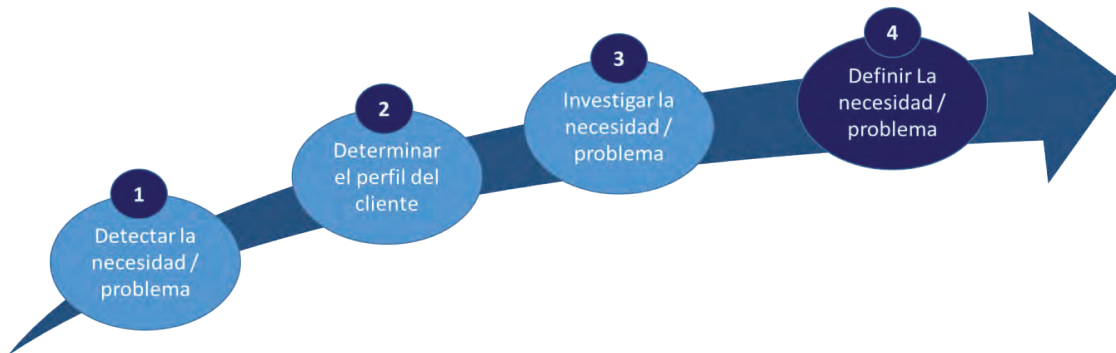 1
Detectar la
necesidad /
problema
2
Determinar
el perfil del
cliente
3
Investigar la
necesidad /
problema
4
Definir La
necesidad /
problema